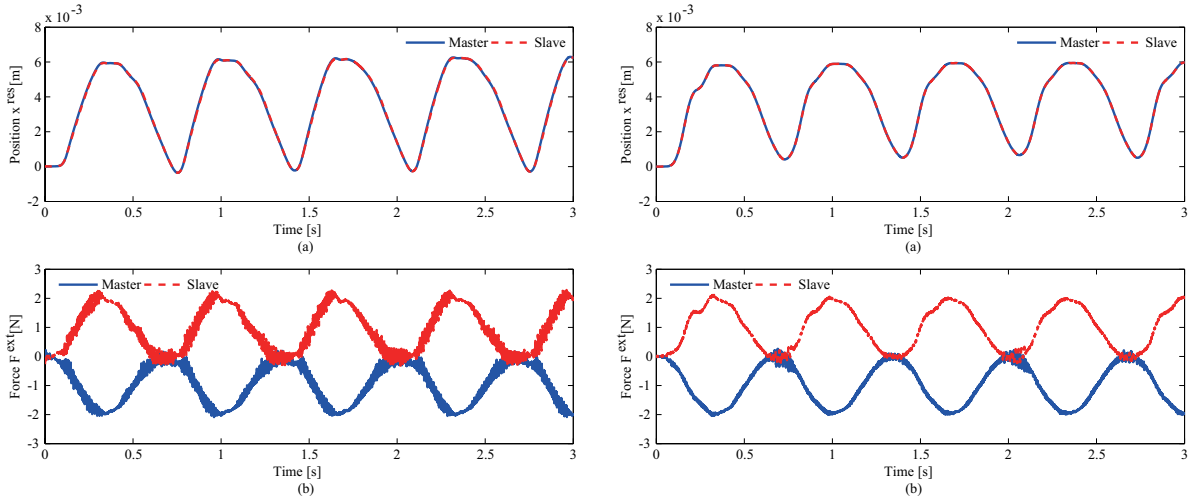 x 10⁻³
8
6
4
2
0
-2
Position x res[m]
Master Slave
0 0.5 1 1.5 2 2.5 3
Time [s]
(a)
3
2
1
0
-1
-2
-3
Force F ext[N]
Master Slave
0 0.5 1 1.5 2 2.5 3
Time [s]
(b)
x 10⁻³
8
6
4
2
0
-2
Position x res[m]
Master Slave
0 0.5 1 1.5 2 2.5 3
Time [s]
(a)
3
2
1
0
-1
-2
-3
Force F ext[N]
Master Slave
0 0.5 1 1.5 2 2.5 3
Time [s]
(b)